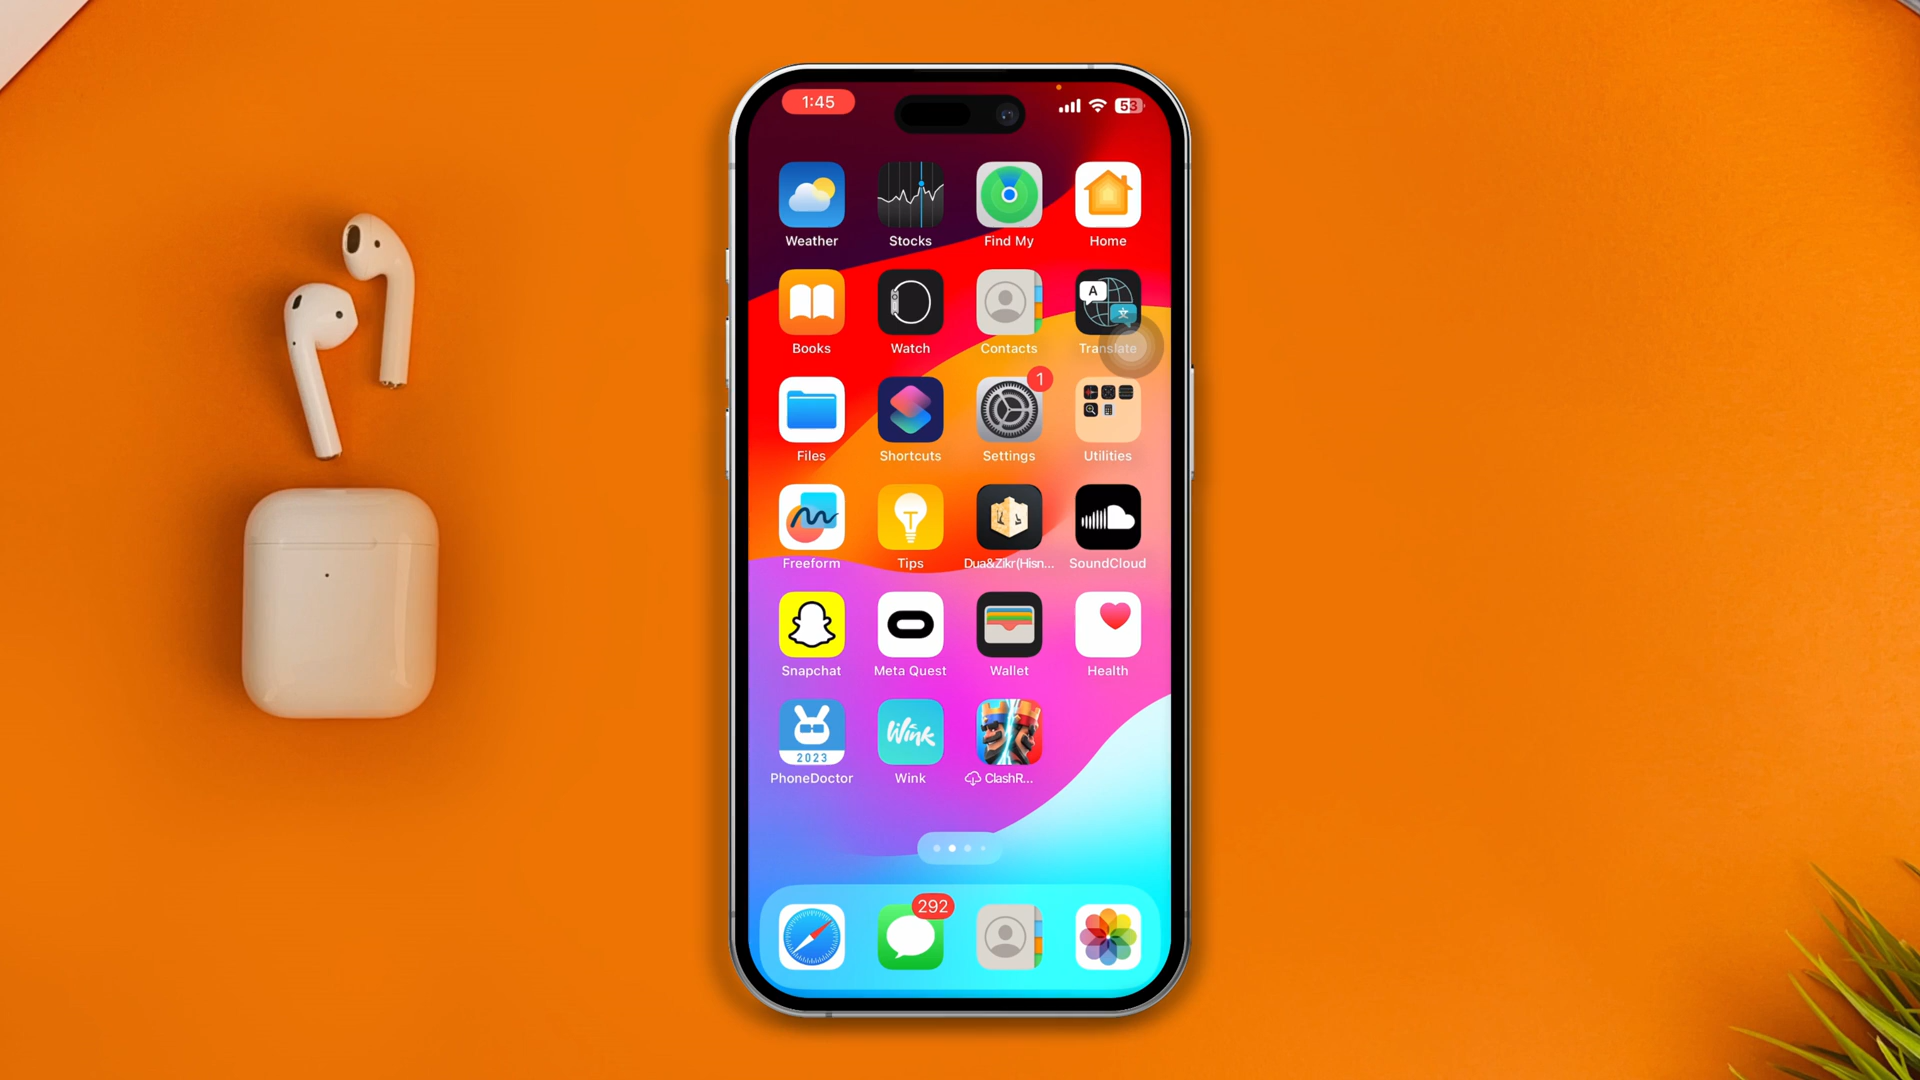 1:45
53
Weather Stocks Find My Home
A
文
Books Watch Contacts Translate
1
Files Shortcuts Settings Utilities
Freeform Tips Dua&Zikr(Hisn... SoundCloud
Snapchat Meta Quest Wallet Health
2023
Wink
PhoneDoctor Wink ClashR...
292